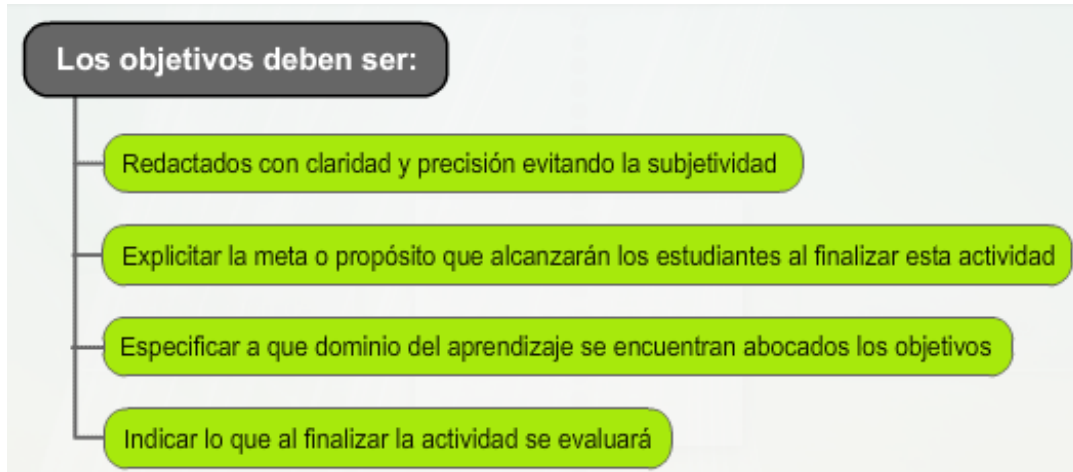 Los objetivos deben ser:
Redactados con claridad y precisión evitando la subjetividad
Explicitar la meta o propósito que alcanzarán los estudiantes al finalizar esta actividad
Especificar a que dominio del aprendizaje se encuentran abocados los objetivos
Indicar lo que al finalizar la actividad se evaluará